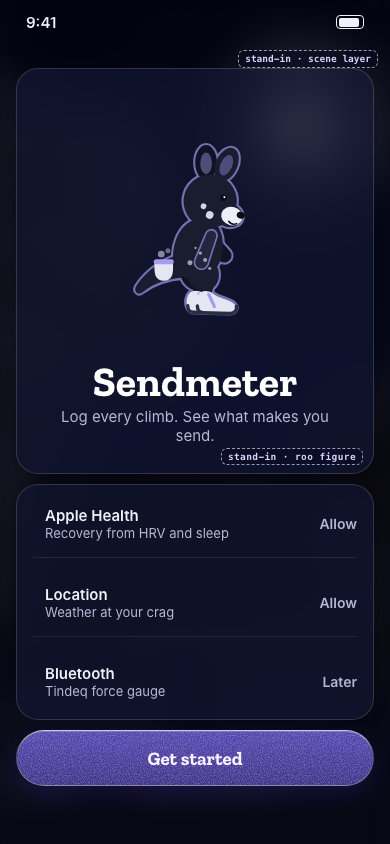 9:41
stand-in · scene layer
Sendmeter
Log every climb. See what makes you
send.
stand-in · roo figure
Apple Health
Recovery from HRV and sleep
Allow
Location
Weather at your crag
Allow
Bluetooth
Tindeq force gauge
Later
Get started